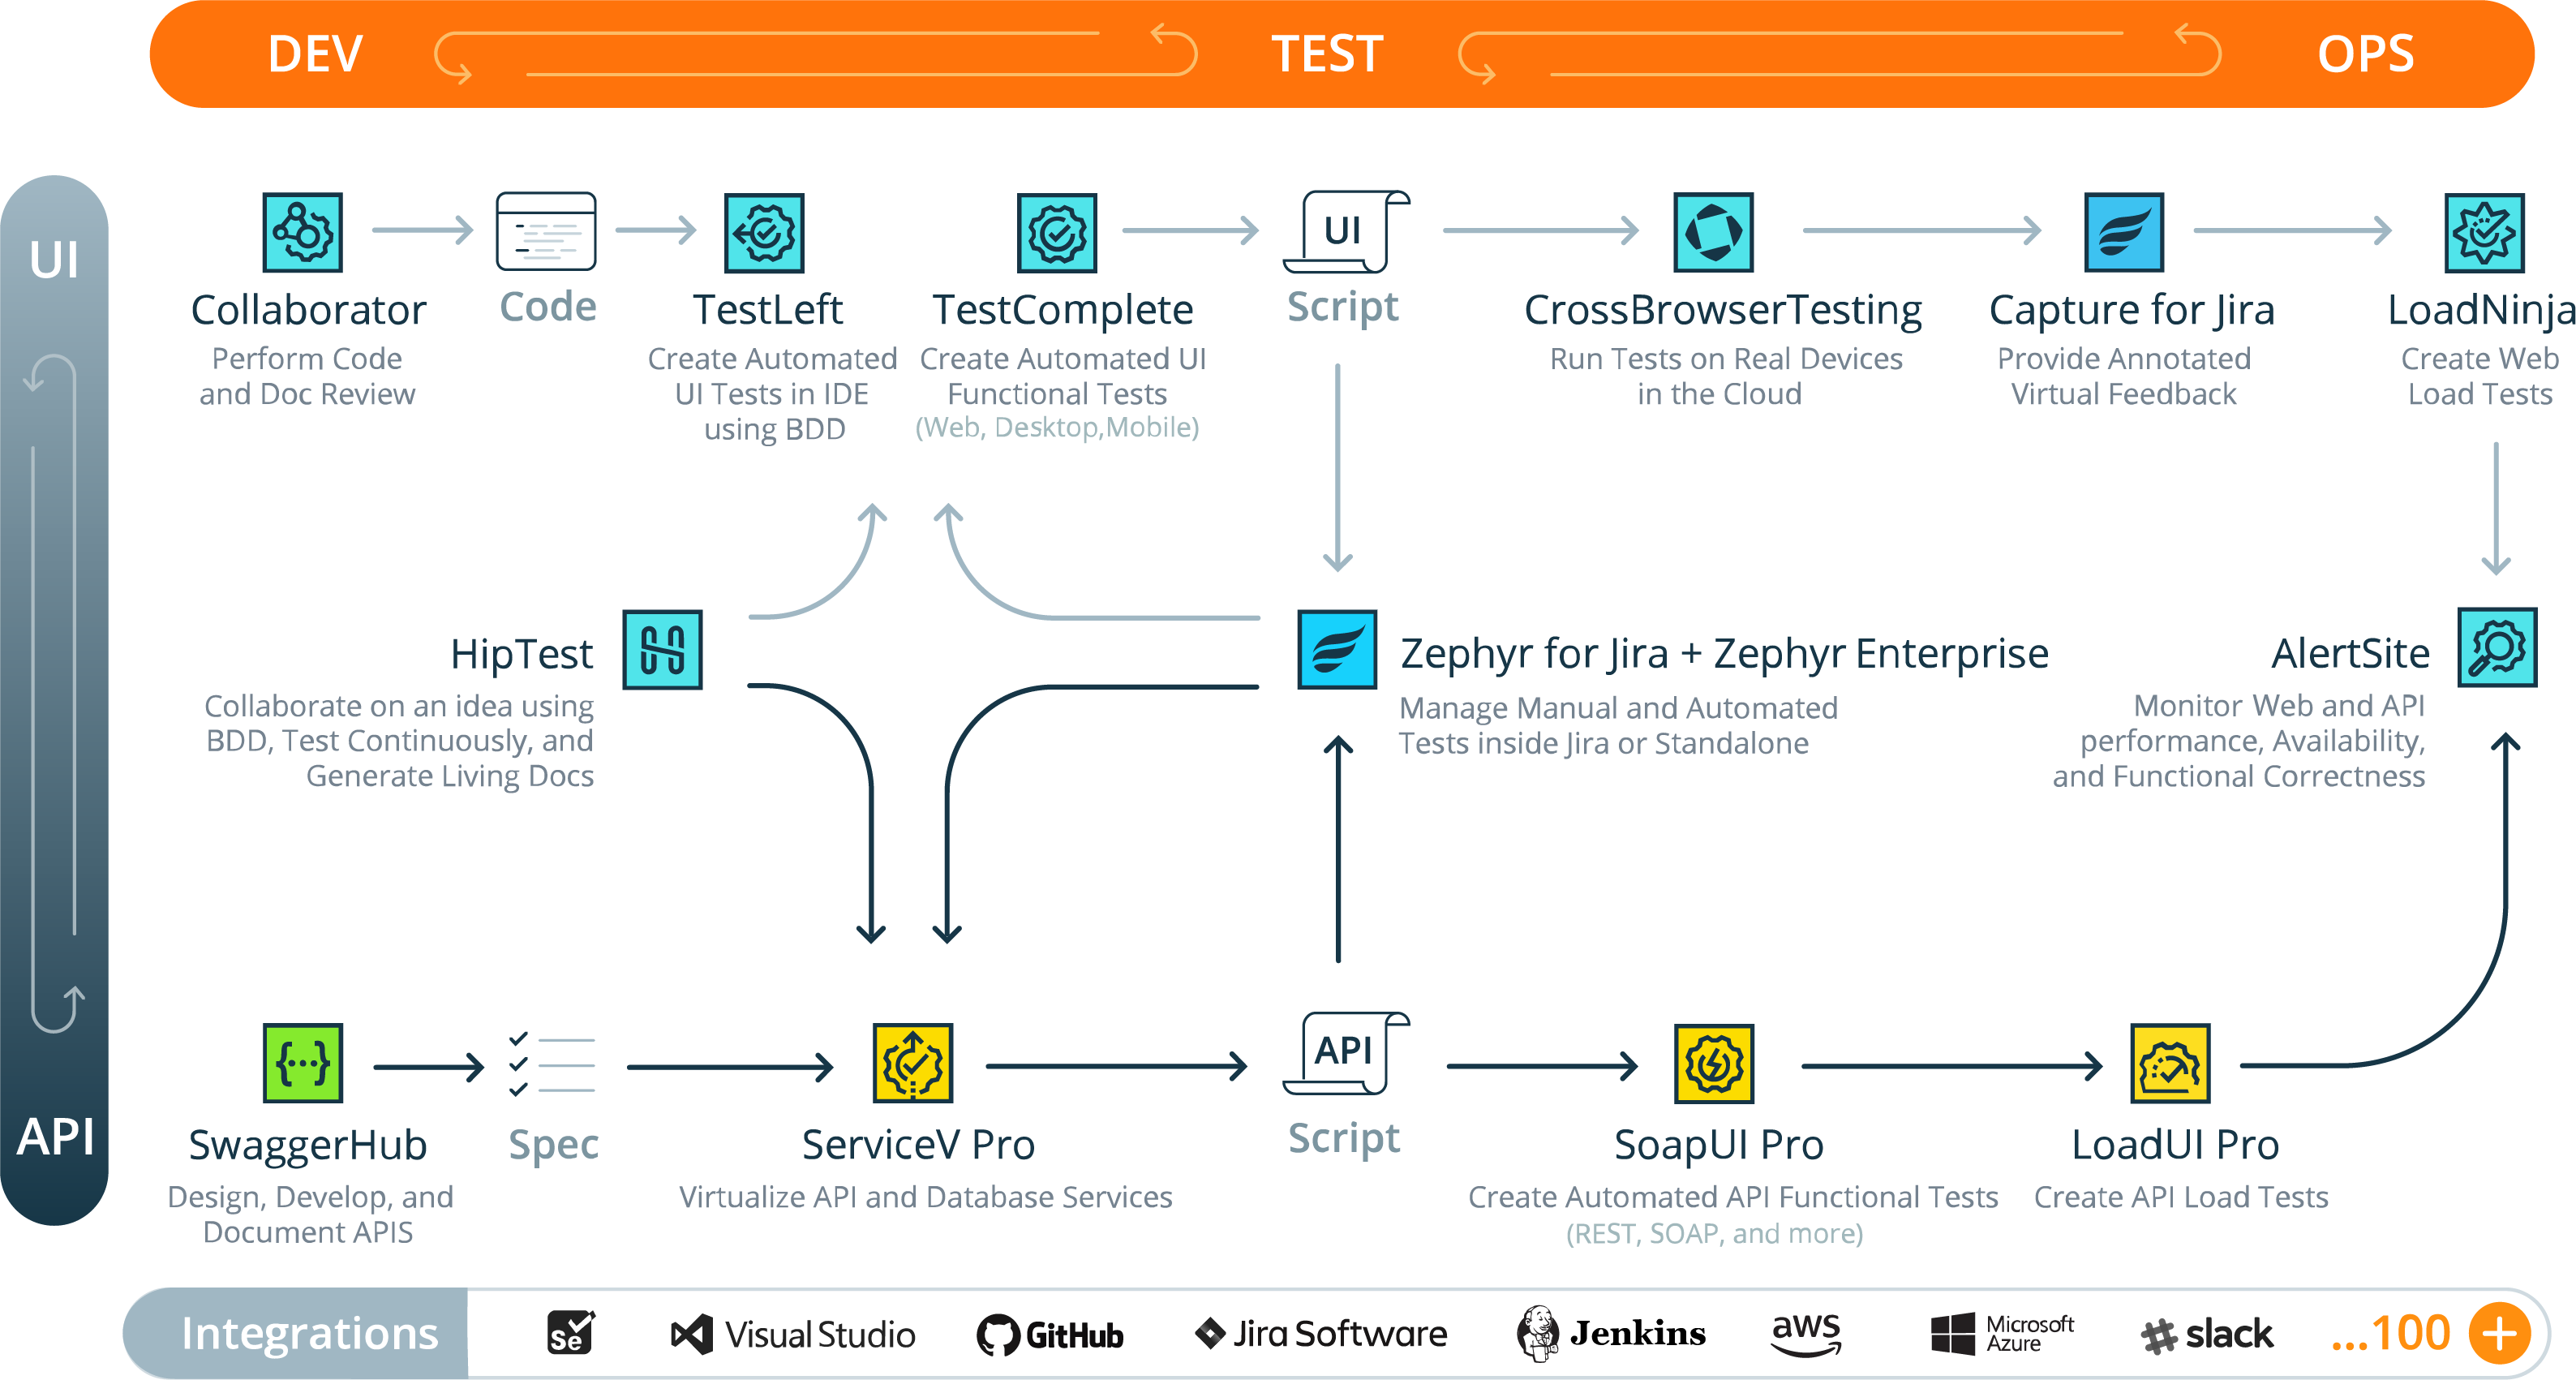 DEV
TEST
OPS
UI
API
Collaborator
Perform Code
and Doc Review
Code
TestLeft
Create Automated
UI Tests in IDE
using BDD
TestComplete
Create Automated UI
Functional Tests
(Web, Desktop,Mobile)
UI
Script
CrossBrowserTesting
Run Tests on Real Devices
in the Cloud
Capture for Jira
Provide Annotated
Virtual Feedback
LoadNinja
Create Web
Load Tests
HipTest
Collaborate on an idea using
BDD, Test Continuously, and
Generate Living Docs
Zephyr for Jira + Zephyr Enterprise
Manage Manual and Automated
Tests inside Jira or Standalone
AlertSite
Monitor Web and API
performance, Availability,
and Functional Correctness
{...}
SwaggerHub
Design, Develop, and
Document APIS
Spec
ServiceV Pro
Virtualize API and Database Services
API
Script
SoapUI Pro
Create Automated API Functional Tests
(REST, SOAP, and more)
LoadUI Pro
Create API Load Tests
Integrations
Se
Visual Studio
GitHub
Jira Software
Jenkins
aws
Microsoft
Azure
slack
...100 +